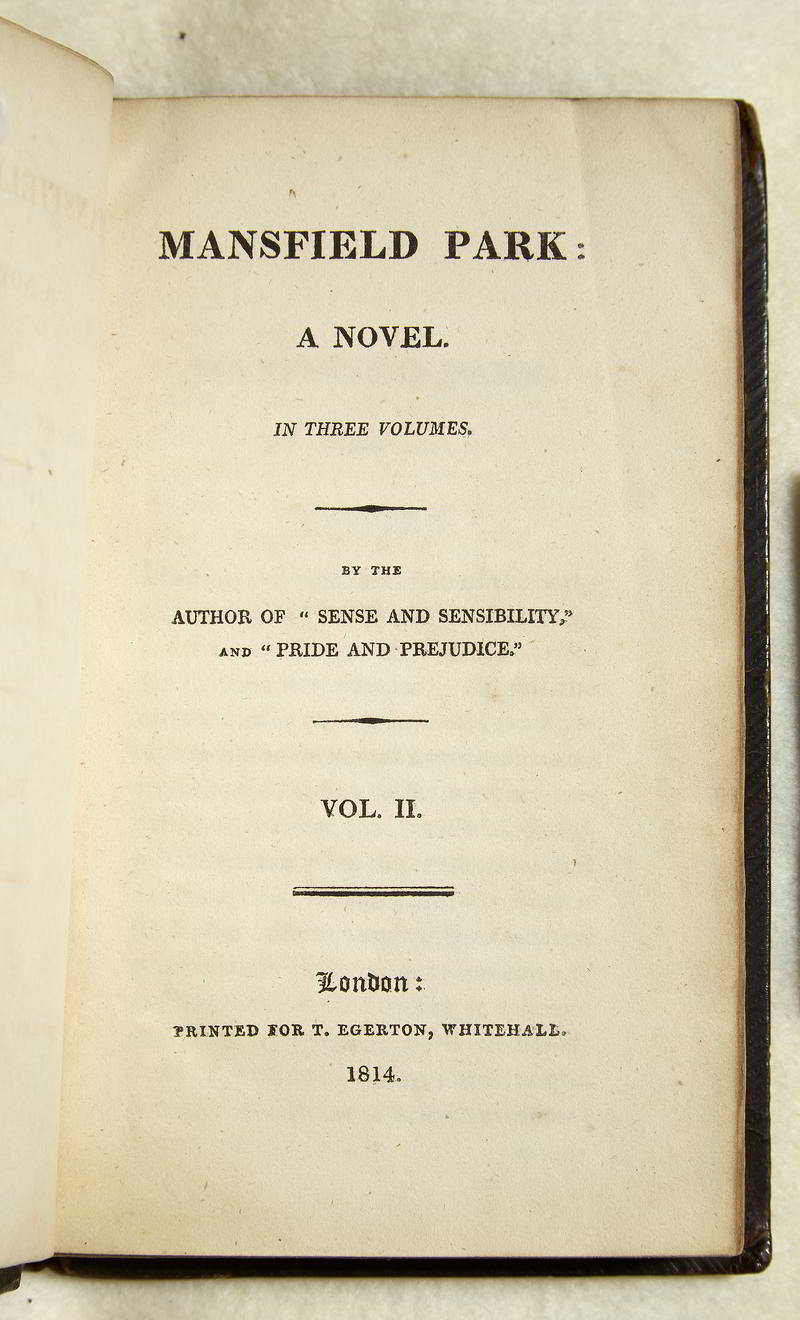 MANSFIELD PARK:
A NOVEL.
IN THREE VOLUMES.
BY THE
AUTHOR OF “ SENSE AND SENSIBILITY,”
AND “ PRIDE AND PREJUDICE.”
VOL. II.
London:
PRINTED FOR T. EGERTON, WHITEHALL.
1814.